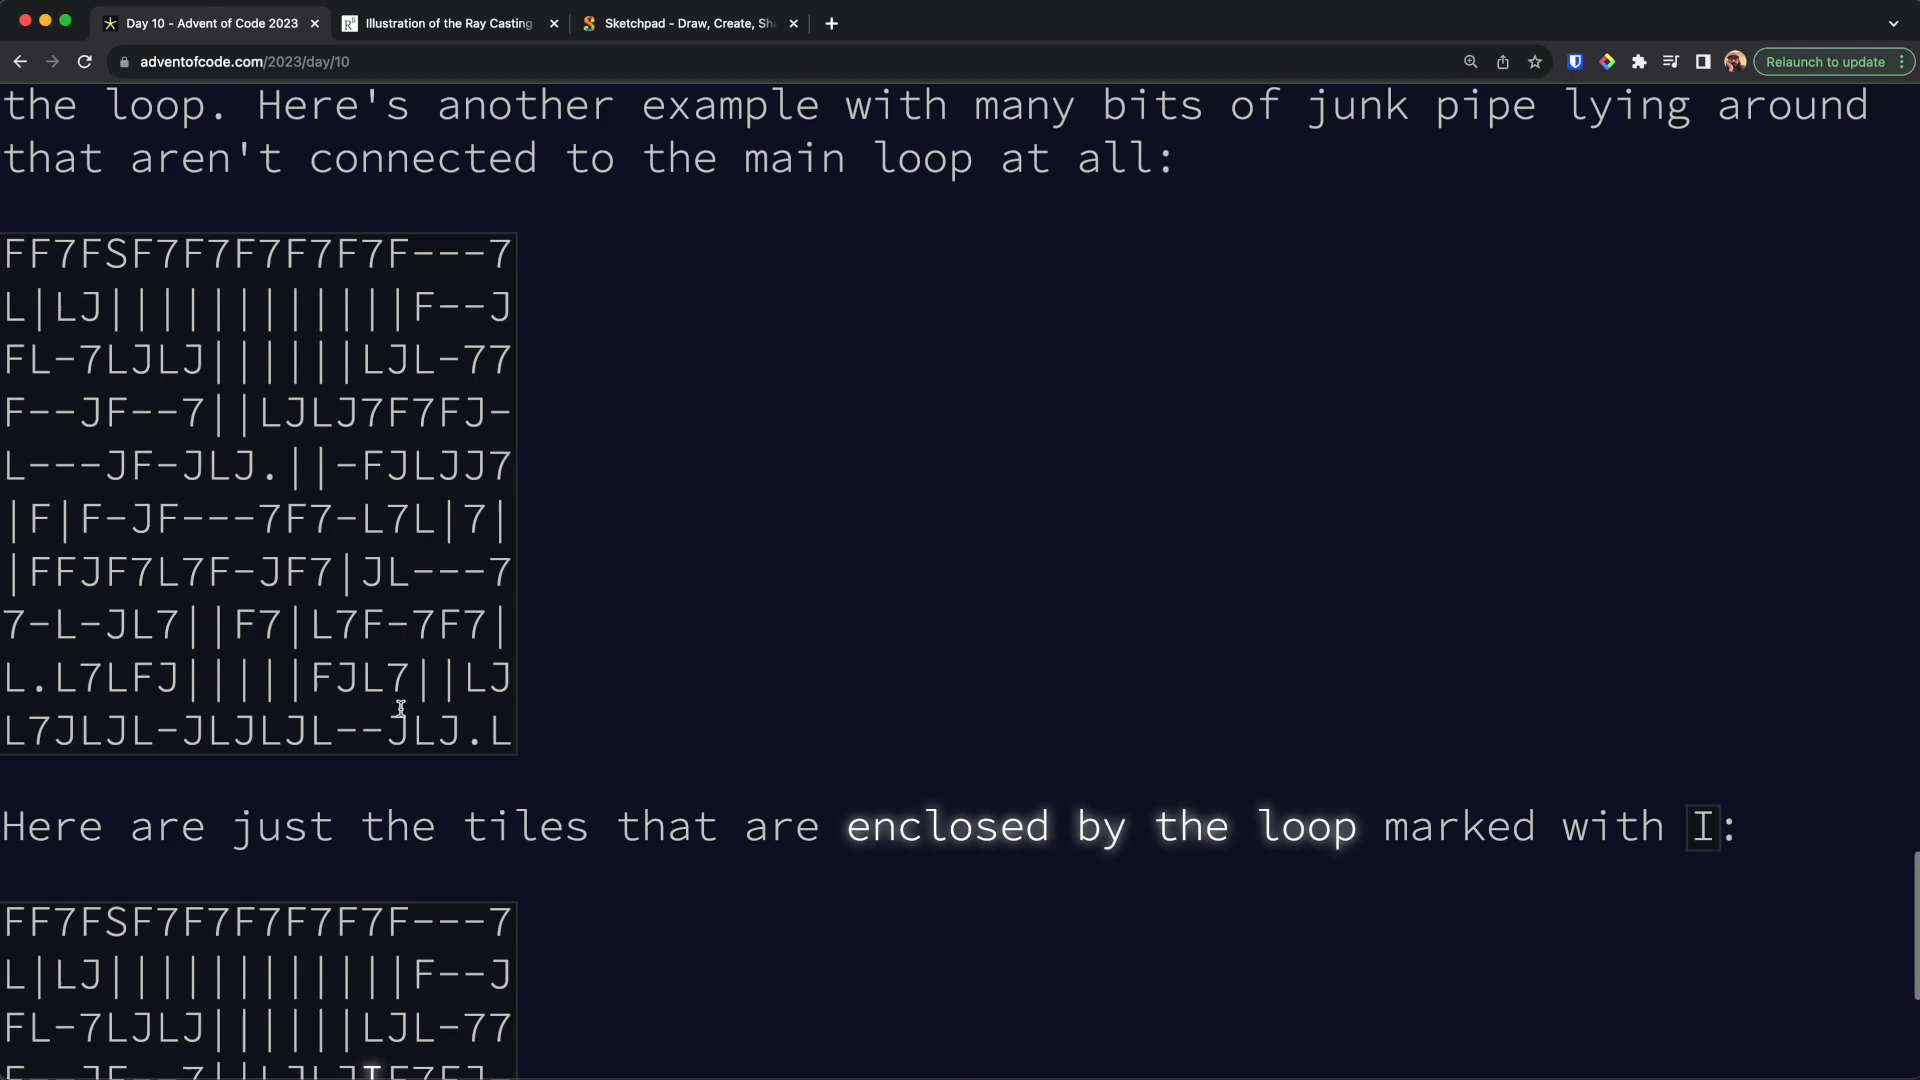 Day 10 - Advent of Code 2023
Illustration of the Ray Casting
Sketchpad - Draw, Create, Sh
adventofcode.com/2023/day/10
Relaunch to update
the loop. Here's another example with many bits of junk pipe lying around
that aren't connected to the main loop at all:
FF7FSF7F7F7F7F7F---7
L|LJ||||||||||||F--J
FL-7LJLJ||||||LJL-77
F--JF--7||LJLJ7F7FJ-
L---JF-JLJ.||-FJLJJ7
|F|F-JF---7F7-L7L|7|
|FFJF7L7F-JF7|JL---7
7-L-JL7||F7|L7F-7F7|
L.L7LFJ|||||FJL7||LJ
L7JLJL-JLJLJL--JLJ.L
Here are just the tiles that are enclosed by the loop marked with I:
FF7FSF7F7F7F7F7F---7
L|LJ||||||||||||F--J
FL-7LJLJ||||||LJL-77
F--JF--7||LJLJIF7FJ-